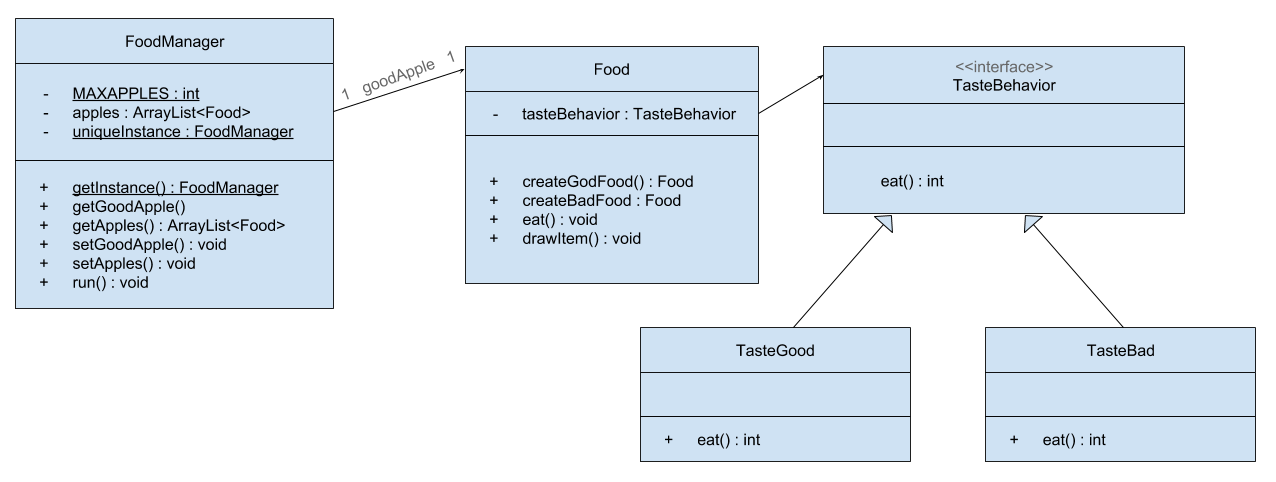 FoodManager
- MAXAPPLES : int
- apples : ArrayList<Food>
- uniqueInstance : FoodManager
+ getInstance() : FoodManager
+ getGoodApple()
+ getApples() : ArrayList<Food>
+ setGoodApple() : void
+ setApples() : void
+ run() : void
1 goodApple 1
Food
- tasteBehavior : TasteBehavior
+ createGodFood() : Food
+ createBadFood : Food
+ eat() : void
+ drawItem() : void
<<interface>>
TasteBehavior
eat() : int
TasteGood
+ eat() : int
TasteBad
+ eat() : int